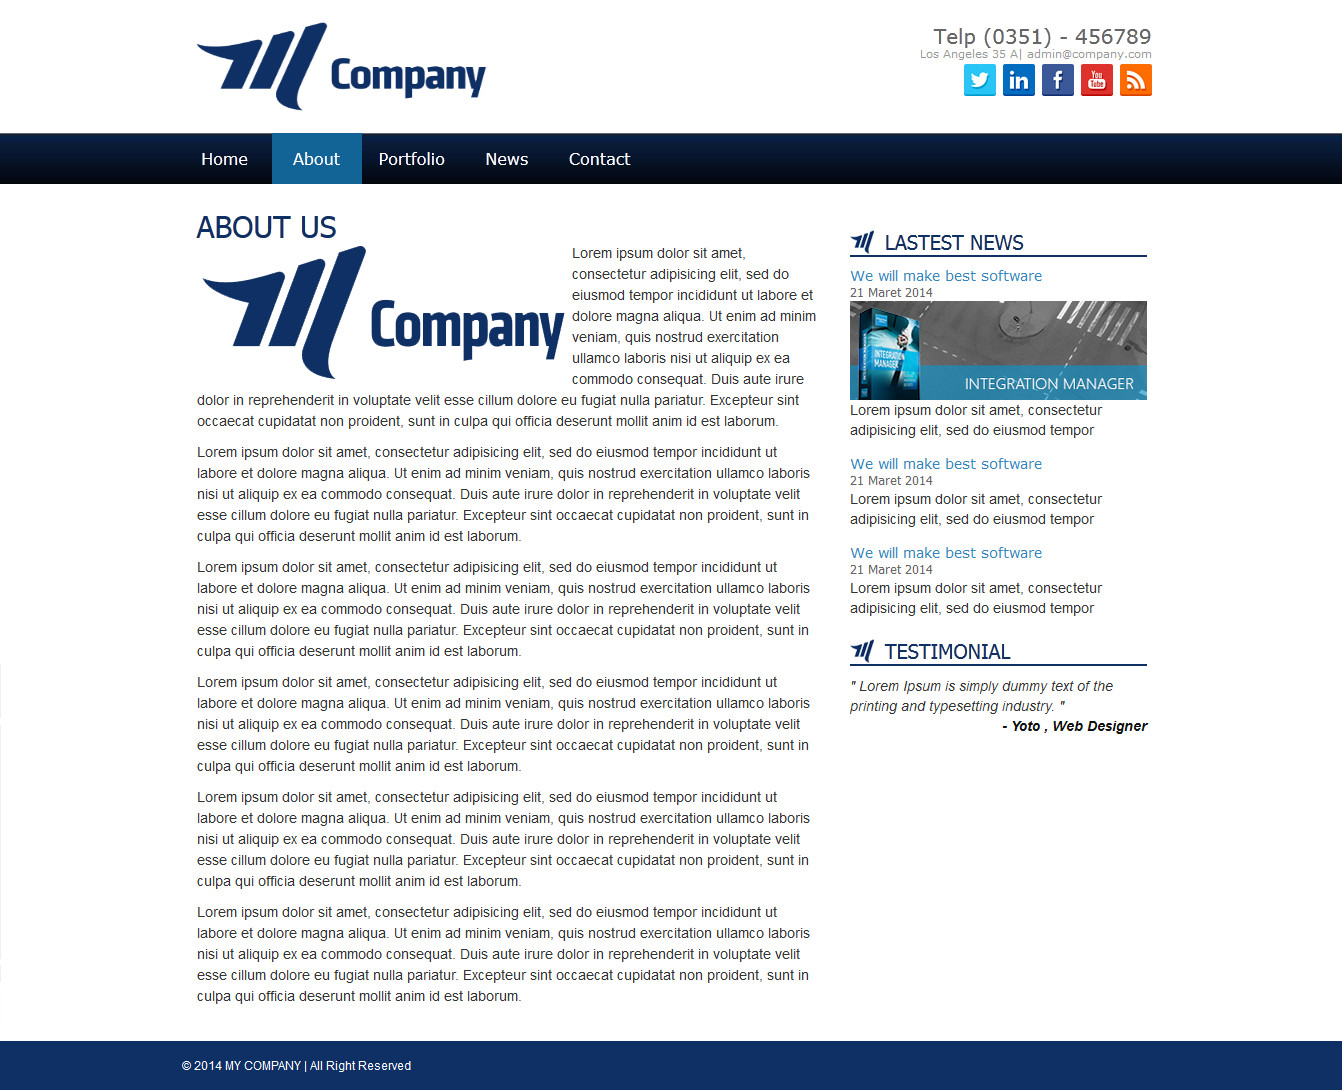 Company
Telp (0351) - 456789
Los Angeles 35 A| admin@company.com
You
Tube
Home
About
Portfolio
News
Contact
ABOUT US
Company
Lorem ipsum dolor sit amet,
consectetur adipisicing elit, sed do
eiusmod tempor incididunt ut labore et
dolore magna aliqua. Ut enim ad minim
veniam, quis nostrud exercitation
ullamco laboris nisi ut aliquip ex ea
commodo consequat. Duis aute irure
dolor in reprehenderit in voluptate velit esse cillum dolore eu fugiat nulla pariatur. Excepteur sint
occaecat cupidatat non proident, sunt in culpa qui officia deserunt mollit anim id est laborum.
Lorem ipsum dolor sit amet, consectetur adipisicing elit, sed do eiusmod tempor incididunt ut
labore et dolore magna aliqua. Ut enim ad minim veniam, quis nostrud exercitation ullamco laboris
nisi ut aliquip ex ea commodo consequat. Duis aute irure dolor in reprehenderit in voluptate velit
esse cillum dolore eu fugiat nulla pariatur. Excepteur sint occaecat cupidatat non proident, sunt in
culpa qui officia deserunt mollit anim id est laborum.
Lorem ipsum dolor sit amet, consectetur adipisicing elit, sed do eiusmod tempor incididunt ut
labore et dolore magna aliqua. Ut enim ad minim veniam, quis nostrud exercitation ullamco laboris
nisi ut aliquip ex ea commodo consequat. Duis aute irure dolor in reprehenderit in voluptate velit
esse cillum dolore eu fugiat nulla pariatur. Excepteur sint occaecat cupidatat non proident, sunt in
culpa qui officia deserunt mollit anim id est laborum.
Lorem ipsum dolor sit amet, consectetur adipisicing elit, sed do eiusmod tempor incididunt ut
labore et dolore magna aliqua. Ut enim ad minim veniam, quis nostrud exercitation ullamco laboris
nisi ut aliquip ex ea commodo consequat. Duis aute irure dolor in reprehenderit in voluptate velit
esse cillum dolore eu fugiat nulla pariatur. Excepteur sint occaecat cupidatat non proident, sunt in
culpa qui officia deserunt mollit anim id est laborum.
Lorem ipsum dolor sit amet, consectetur adipisicing elit, sed do eiusmod tempor incididunt ut
labore et dolore magna aliqua. Ut enim ad minim veniam, quis nostrud exercitation ullamco laboris
nisi ut aliquip ex ea commodo consequat. Duis aute irure dolor in reprehenderit in voluptate velit
esse cillum dolore eu fugiat nulla pariatur. Excepteur sint occaecat cupidatat non proident, sunt in
culpa qui officia deserunt mollit anim id est laborum.
Lorem ipsum dolor sit amet, consectetur adipisicing elit, sed do eiusmod tempor incididunt ut
labore et dolore magna aliqua. Ut enim ad minim veniam, quis nostrud exercitation ullamco laboris
nisi ut aliquip ex ea commodo consequat. Duis aute irure dolor in reprehenderit in voluptate velit
esse cillum dolore eu fugiat nulla pariatur. Excepteur sint occaecat cupidatat non proident, sunt in
culpa qui officia deserunt mollit anim id est laborum.
LASTEST NEWS
We will make best software
21 Maret 2014
INTEGRATION
MANAGER
INTEGRATION MANAGER
Lorem ipsum dolor sit amet, consectetur
adipisicing elit, sed do eiusmod tempor
We will make best software
21 Maret 2014
Lorem ipsum dolor sit amet, consectetur
adipisicing elit, sed do eiusmod tempor
We will make best software
21 Maret 2014
Lorem ipsum dolor sit amet, consectetur
adipisicing elit, sed do eiusmod tempor
TESTIMONIAL
" Lorem Ipsum is simply dummy text of the
printing and typesetting industry. "
- Yoto , Web Designer
© 2014 MY COMPANY | All Right Reserved